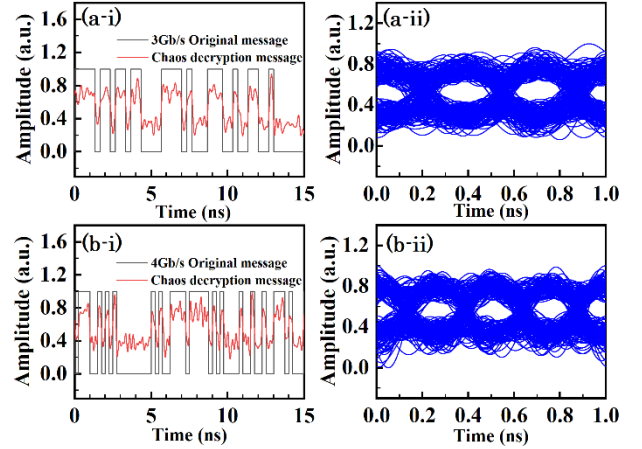 (a-i)
3Gb/s Original message
Chaos decryption message
Amplitude (a.u.)
1.6
1.2
0.8
0.4
0.0
0 5 10 15
Time (ns)
(a-ii)
Amplitude (a.u.)
1.2
0.8
0.4
0.0
0.0 0.2 0.4 0.6 0.8 1.0
Time (ns)
(b-i)
4Gb/s Original message
Chaos decryption message
Amplitude (a.u.)
1.6
1.2
0.8
0.4
0.0
0 5 10 15
Time (ns)
(b-ii)
Amplitude (a.u.)
1.2
0.8
0.4
0.0
0.0 0.2 0.4 0.6 0.8 1.0
Time (ns)